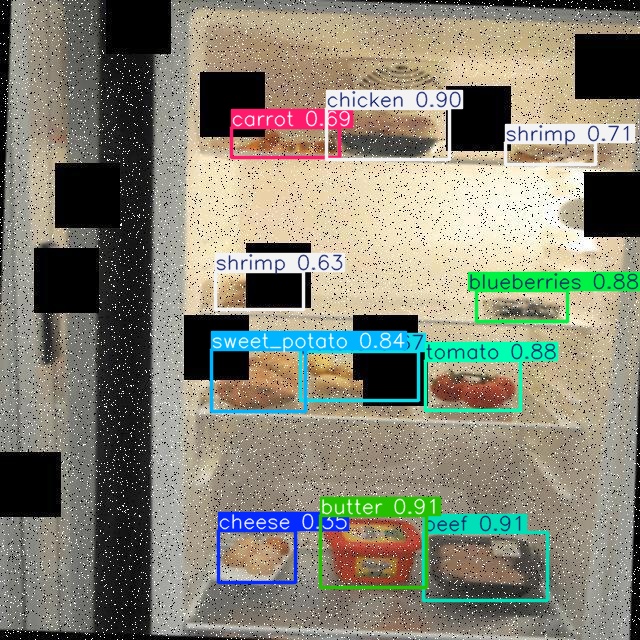 chicken 0.90
carrot 0.69
shrimp 0.71
shrimp 0.63
blueberries 0.88
sweet_potato 0.84
tomato 0.88
butter 0.91
cheese 0.35
beef 0.91